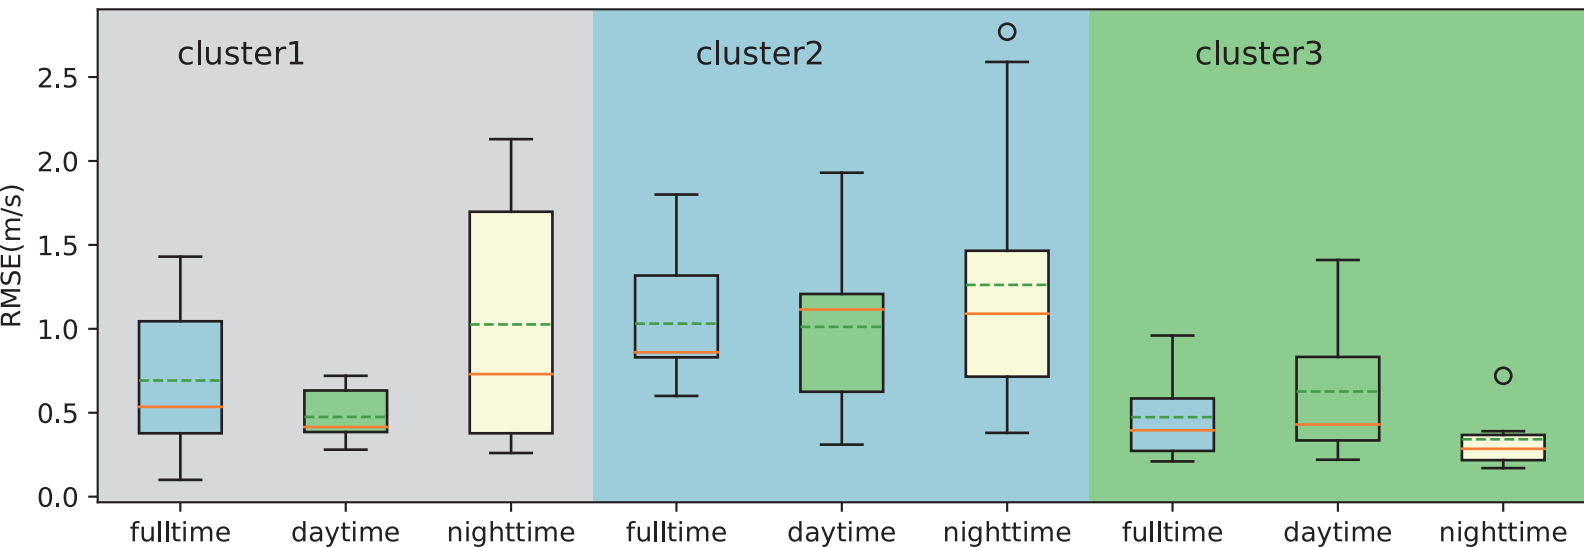 cluster1
cluster2
cluster3
RMSE(m/s)
2.5
2.0
1.5
1.0
0.5
0.0
fulltime
daytime
nighttime
fulltime
daytime
nighttime
fulltime
daytime
nighttime